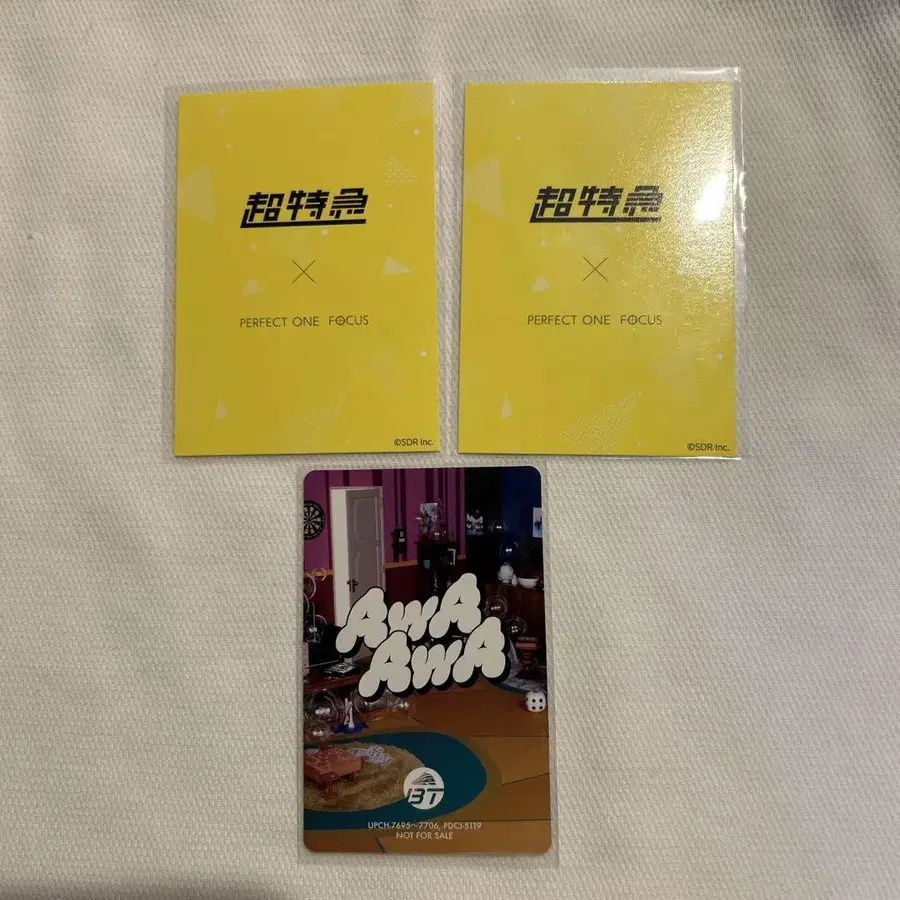 超特急
×
PERFECT ONE FOCUS
©SDR Inc.
超特急
×
PERFECT ONE FOCUS
©SDR Inc.
AWA
AWA
BT
UPCH-7695〜7706, PDCJ-5119
NOT FOR SALE